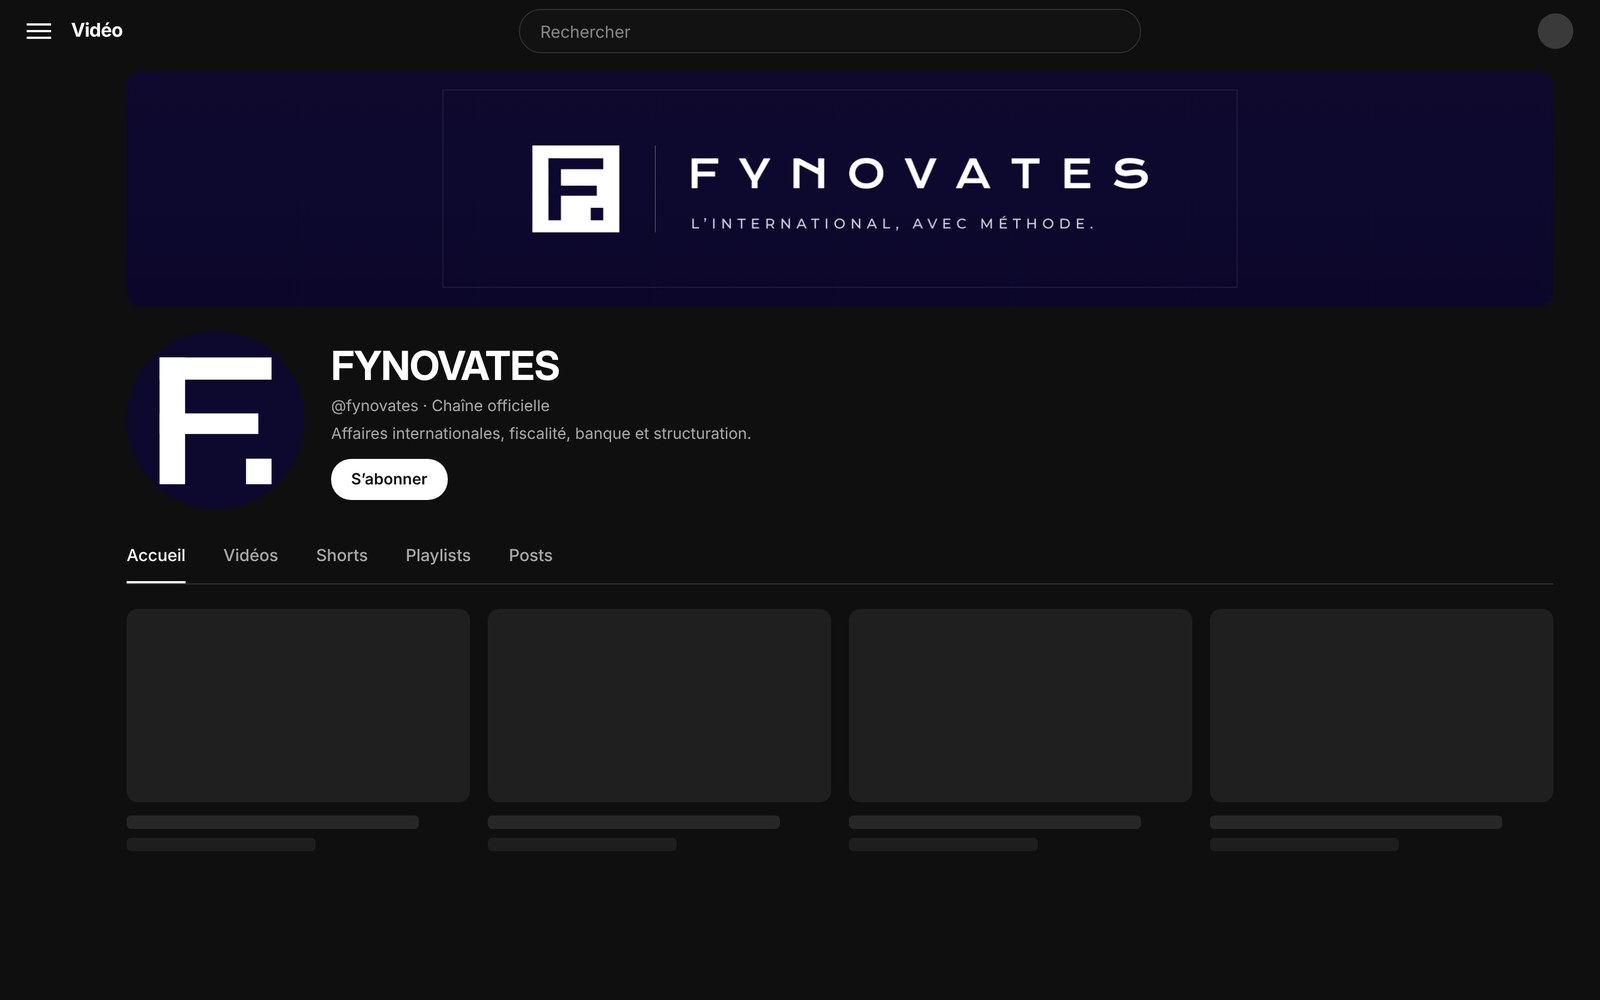 Vidéo
Rechercher
F.
FYNOVATES
L'INTERNATIONAL, AVEC MÉTHODE.
F.
FYNOVATES
@fynovates · Chaîne officielle
Affaires internationales, fiscalité, banque et structuration.
S’abonner
Accueil Vidéos Shorts Playlists Posts